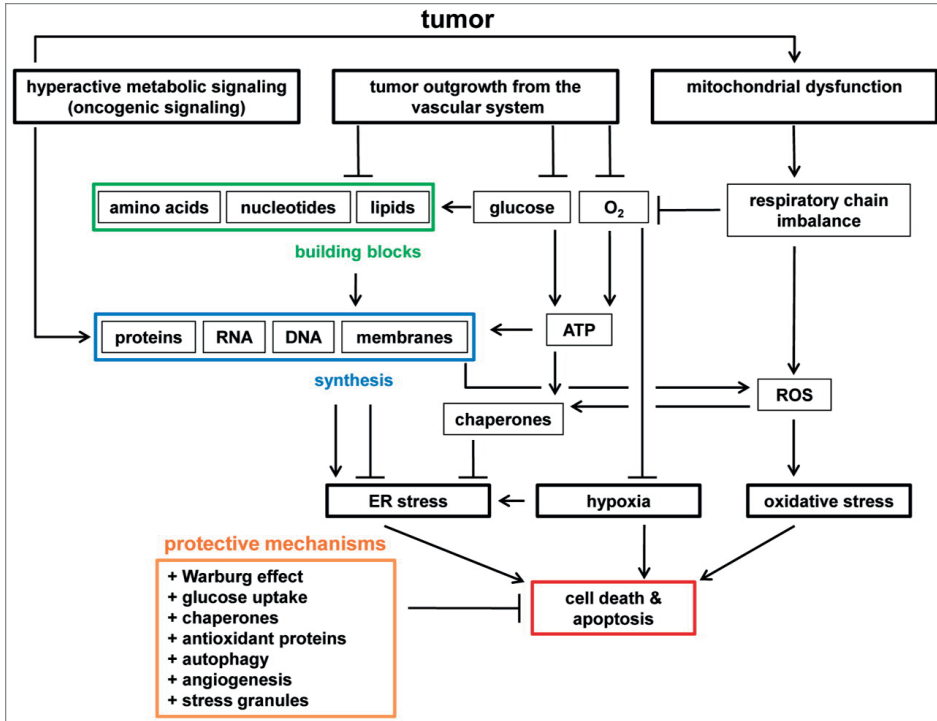 tumor
hyperactive metabolic signaling
(oncogenic signaling)
tumor outgrowth from the
vascular system
mitochondrial dysfunction
amino acids
nucleotides
lipids
glucose
O₂
respiratory chain
imbalance
building blocks
proteins
RNA
DNA
membranes
ATP
synthesis
ROS
chaperones
ER stress
hypoxia
oxidative stress
protective mechanisms
+ Warburg effect
+ glucose uptake
+ chaperones
+ antioxidant proteins
+ autophagy
+ angiogenesis
+ stress granules
cell death &
apoptosis